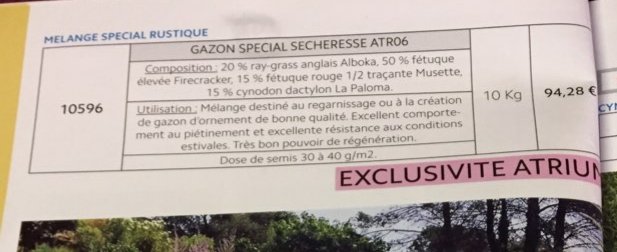 MELANGE SPECIAL RUSTIQUE
GAZON SPECIAL SECHERESSE ATR06
Composition : 20 % ray-grass anglais Alboka, 50 % fétuque
élevée Firecracker, 15 % fétuque rouge 1/2 traçante Musette,
15 % cynodon dactylon La Paloma.
10596
Utilisation : Mélange destiné au regarnissage ou à la création
de gazon d'ornement de bonne qualité. Excellent comporte-
ment au piétinement et excellente résistance aux conditions
estivales. Très bon pouvoir de régénération.
Dose de semis 30 à 40 g/m2.
10 Kg
94,28 €
EXCLUSIVITE ATRIU